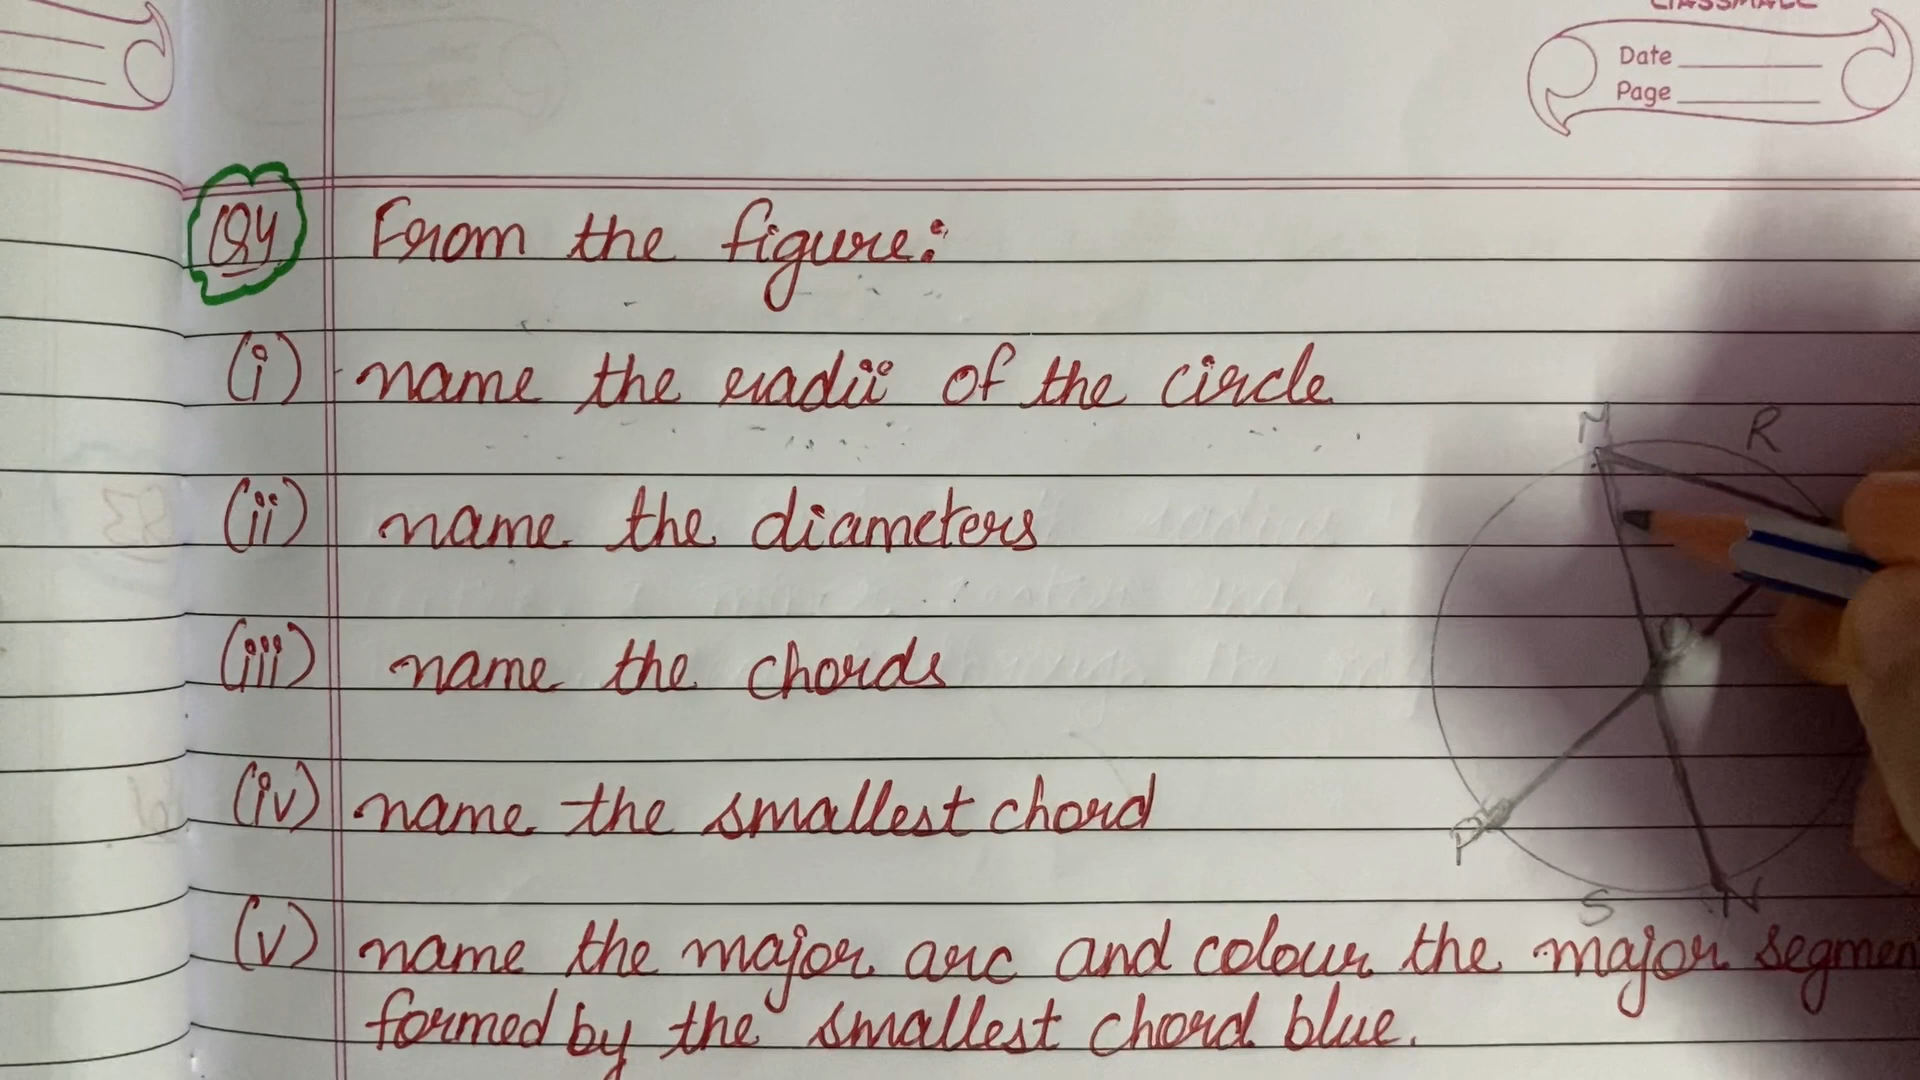 CLASSMATE
Date
Page
Q4 From the figure:
(i) name the radii of the circle
M R
(ii) name the diameters
(iii) name the chords
O
(iv) name the smallest chord
P
S N
(v) name the major arc and colour the major segmen
formed by the smallest chord blue.